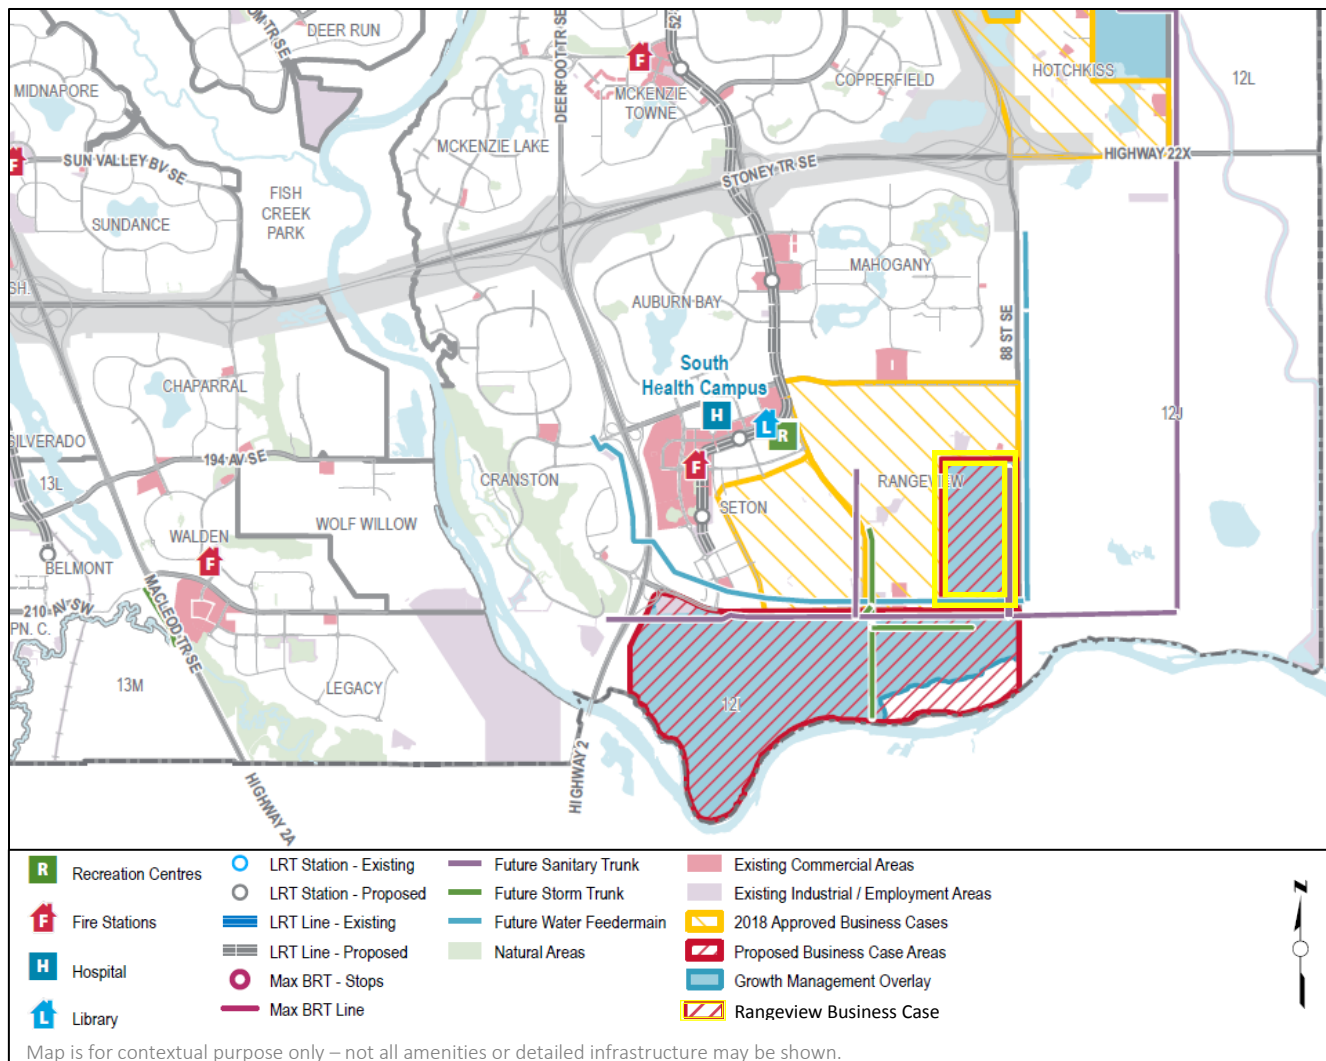 DEER RUN
MIDNAPORE
SUN VALLEY BV SE
SUNDANCE
FISH
CREEK
PARK
SH.
F
DEERFOOT TR SE
52
F
MCKENZIE
TOWNE
MCKENZIE LAKE
COPPERFIELD
HOTCHKISS
12L
HIGHWAY 22X
STONEY TR SE
MAHOGANY
AUBURN BAY
88 ST SE
South
Health Campus
H
L
R
F
SETON
CRANSTON
RANGEVIEW
12J
CHAPARRAL
SILVERADO
13L
194 AV SE
WALDEN
F
WOLF WILLOW
BELMONT
MACLEOD TR SE
210 AV SW
PN. C.
13M
LEGACY
HIGHWAY 2
HIGHWAY 2A
12I
R Recreation Centres
F Fire Stations
H Hospital
L Library
LRT Station - Existing
LRT Station - Proposed
LRT Line - Existing
LRT Line - Proposed
Max BRT - Stops
Max BRT Line
Future Sanitary Trunk
Future Storm Trunk
Future Water Feedermain
Natural Areas
Existing Commercial Areas
Existing Industrial / Employment Areas
2018 Approved Business Cases
Proposed Business Case Areas
Growth Management Overlay
Rangeview Business Case
N
Map is for contextual purpose only – not all amenities or detailed infrastructure may be shown.